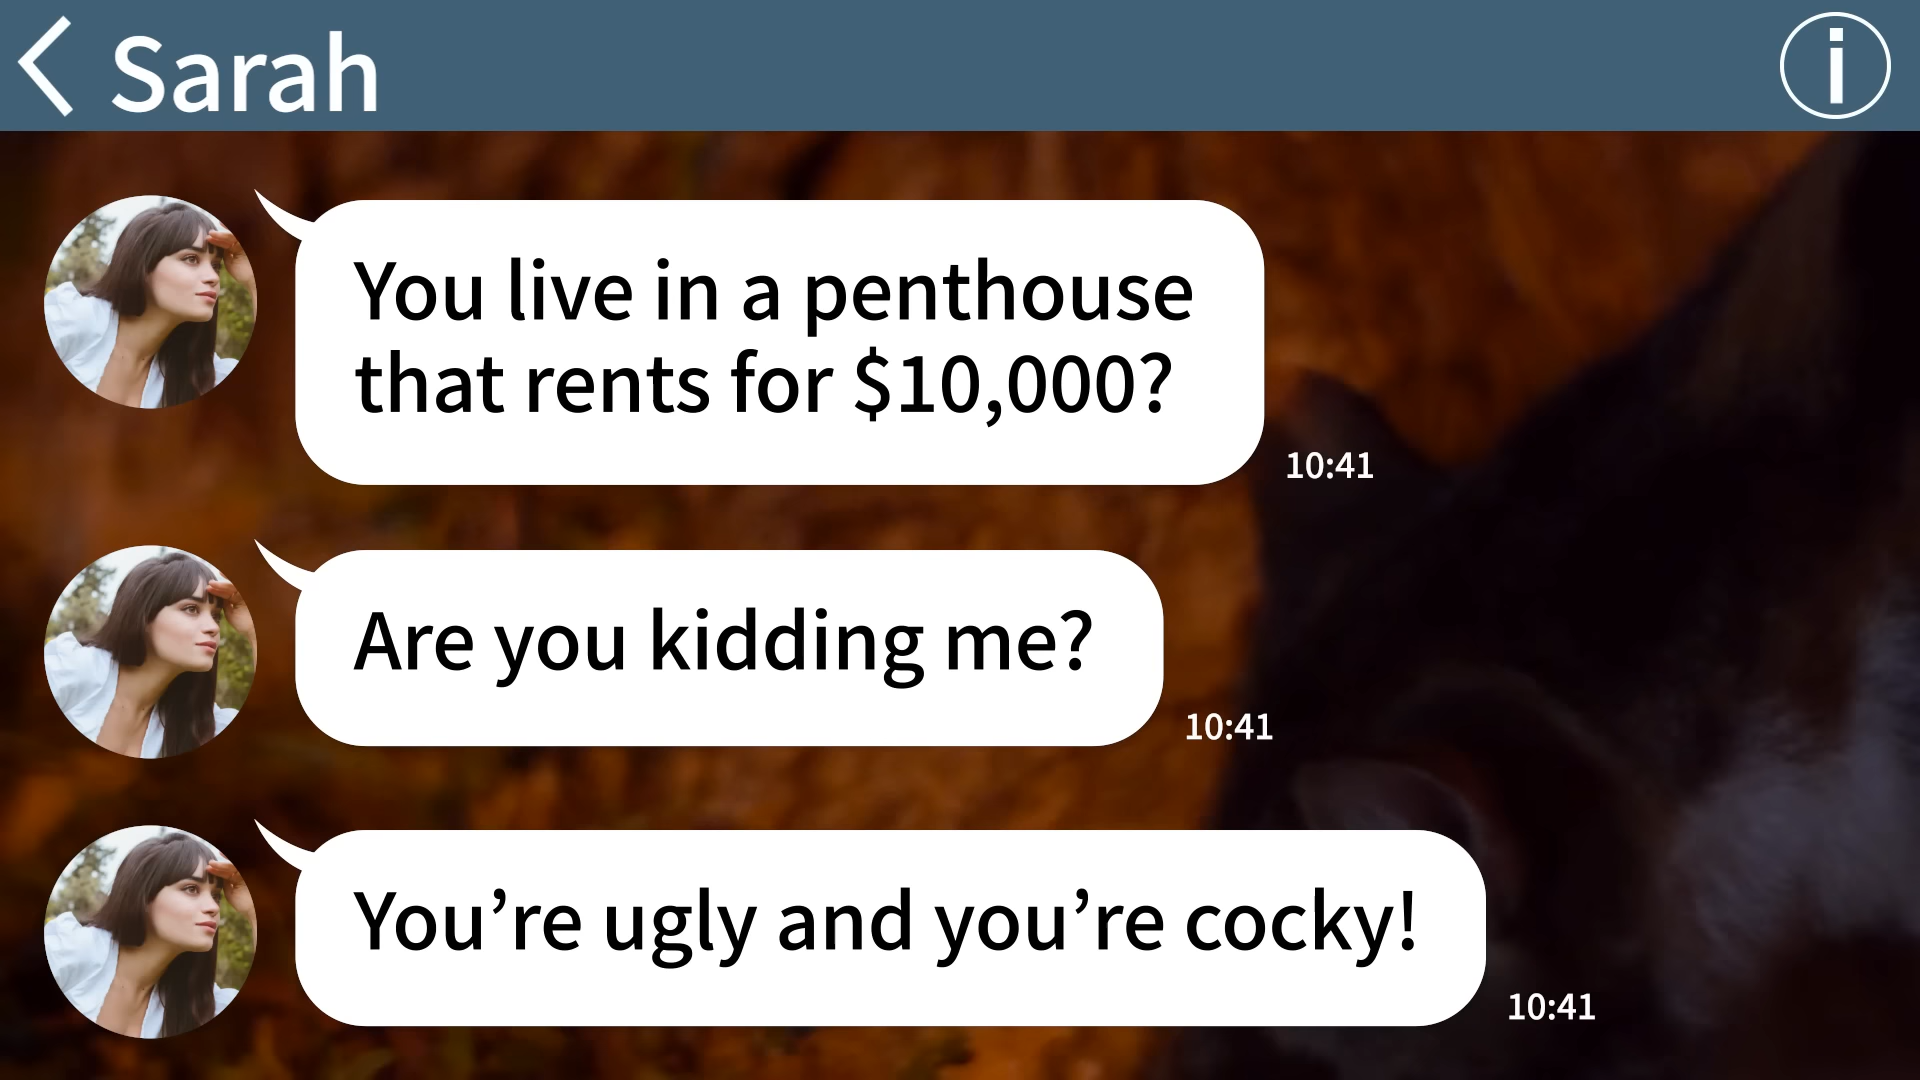 Sarah
You live in a penthouse
that rents for $10,000?
10:41
Are you kidding me?
10:41
You’re ugly and you’re cocky!
10:41